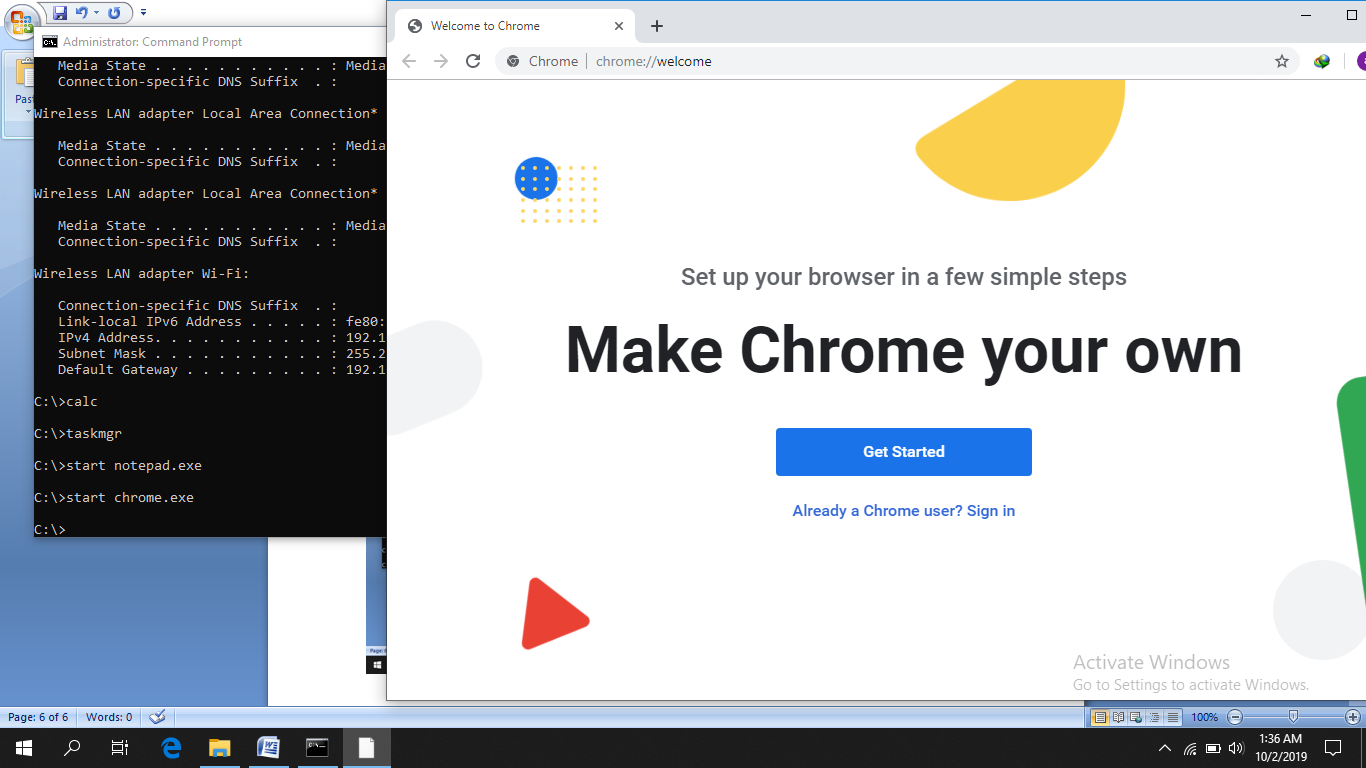 Administrator: Command Prompt
Media State . . . . . . . . . . . : Media
Connection-specific DNS Suffix  . :
Wireless LAN adapter Local Area Connection*
Media State . . . . . . . . . . . : Media
Connection-specific DNS Suffix  . :
Wireless LAN adapter Local Area Connection*
Media State . . . . . . . . . . . : Media
Connection-specific DNS Suffix  . :
Wireless LAN adapter Wi-Fi:
Connection-specific DNS Suffix  . :
Link-local IPv6 Address . . . . . : fe80:
IPv4 Address. . . . . . . . . . . : 192.1
Subnet Mask . . . . . . . . . . . : 255.2
Default Gateway . . . . . . . . . : 192.1
C:\>calc
C:\>taskmgr
C:\>start notepad.exe
C:\>start chrome.exe
C:\>
Past
Welcome to Chrome
Chrome
chrome://welcome
Set up your browser in a few simple steps
Make Chrome your own
Get Started
Already a Chrome user? Sign in
Activate Windows
Go to Settings to activate Windows.
Page: 6 of 6
Words: 0
100%
1:36 AM
10/2/2019